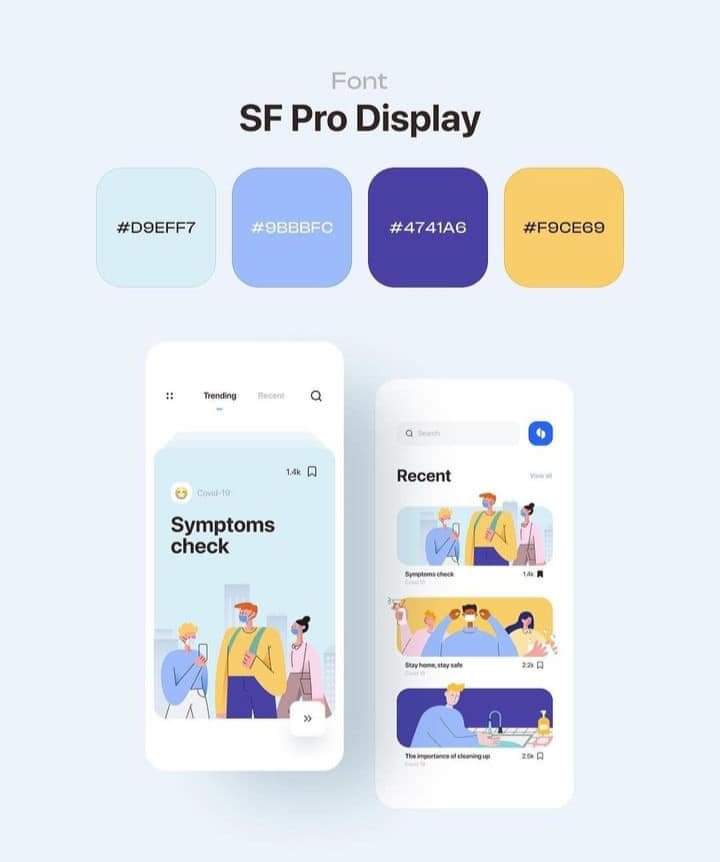 Font
SF Pro Display
#D9EFF7
#9BBBFC
#4741A6
#F9CE69
Trending
Recent
1.4k
Covid-19
Symptoms
check
Search
Recent
View all
Symptoms check
1.4k
Covid 19
Stay home, stay safe
2.2k
Covid 19
The importance of cleaning up
2.0k
Covid 19